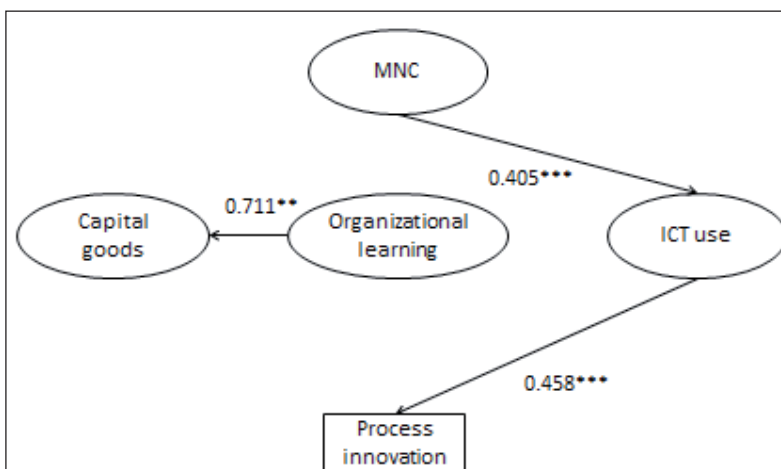 MNC
0.405***
0.711**
Capital
goods
Organizational
learning
ICT use
0.458***
Process
innovation